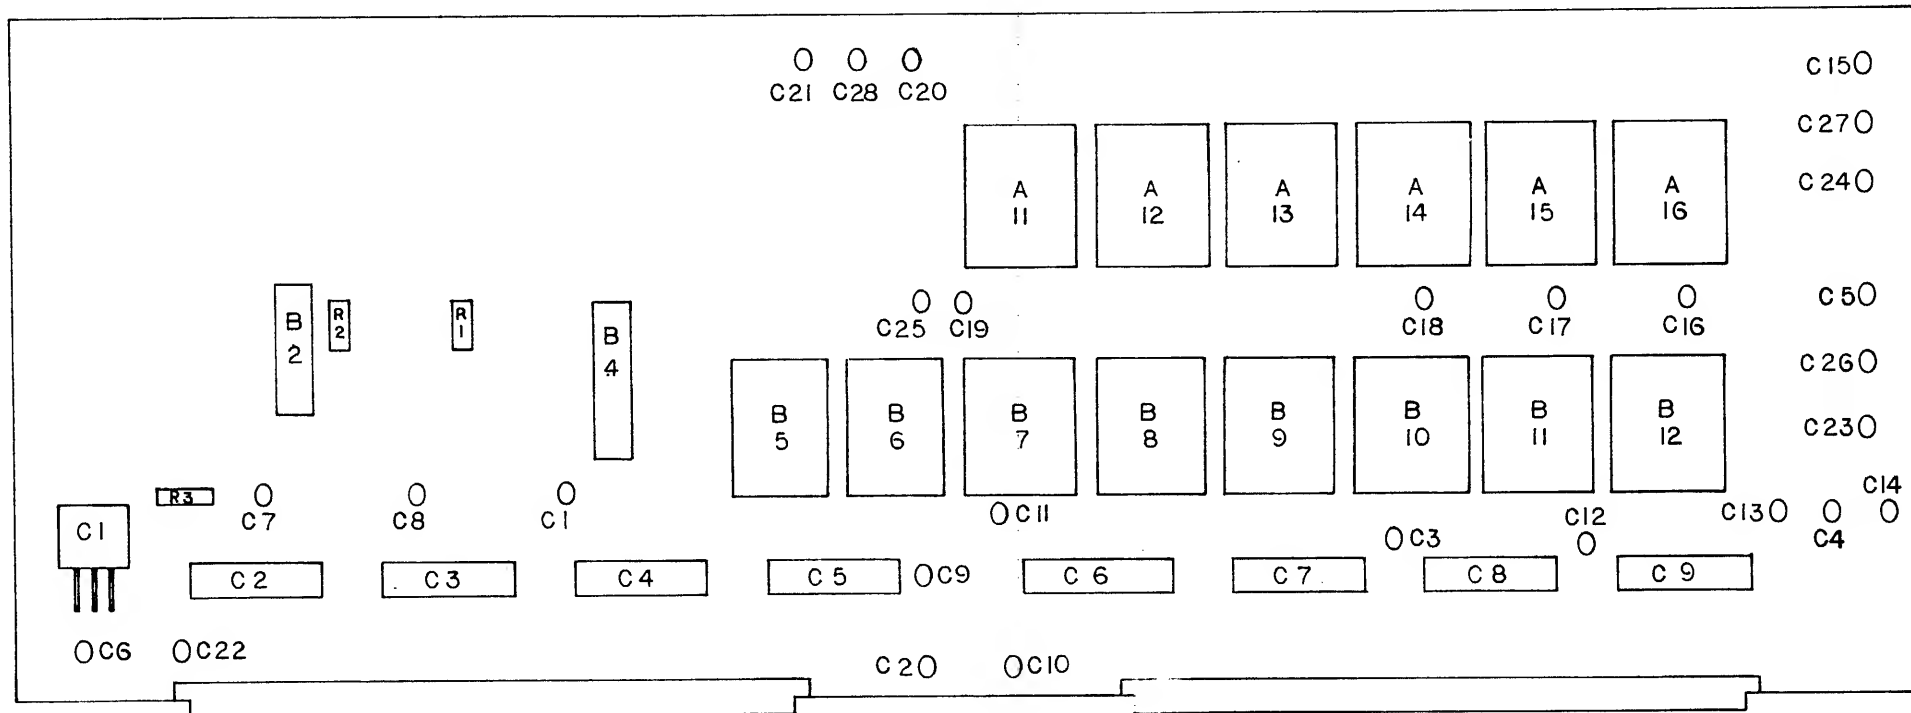 C21 C28 C20
C15
C27
C24
A 11
A 12
A 13
A 14
A 15
A 16
C5
C25 C19
C18 C17 C16
B 2
R 2
R 1
B 4
C26
C23
B 5
B 6
B 7
B 8
B 9
B 10
B 11
B 12
R3
C7
C8
C1
C11
C3
C12
C13
C4
C14
C1
C2
C3
C4
C5
C9
C6
C7
C8
C9
C6
C22
C2
C10